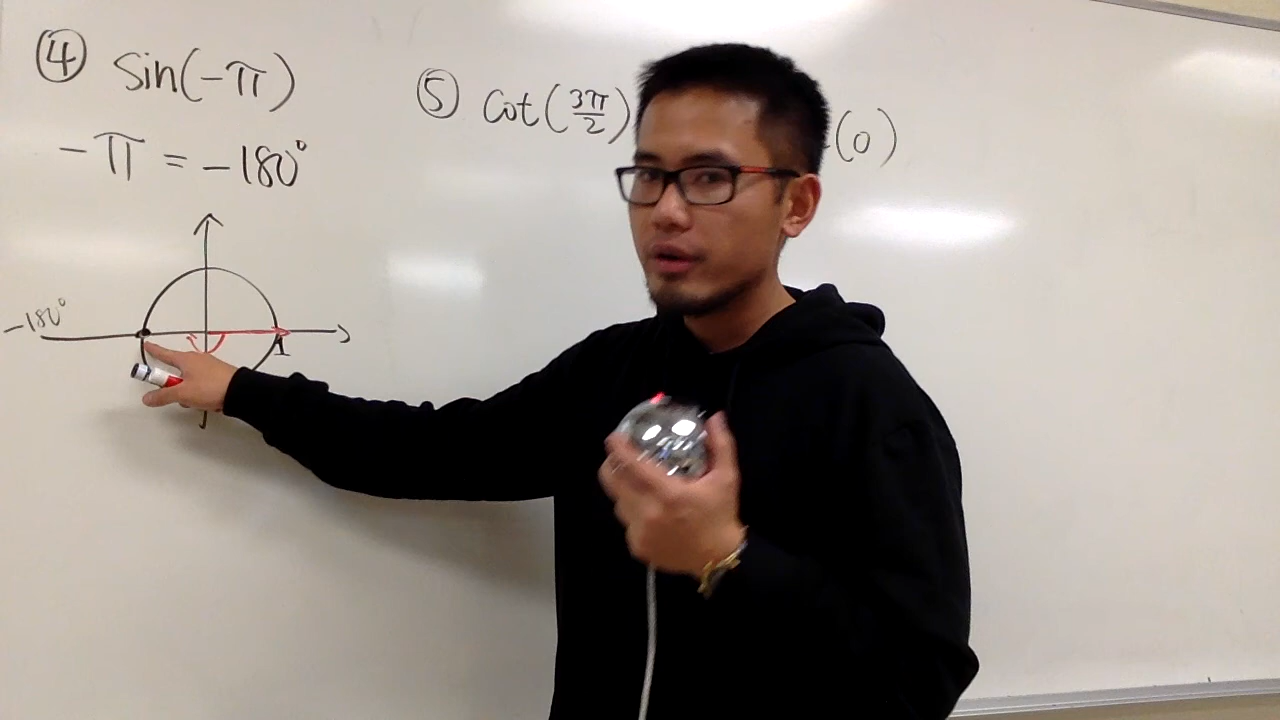 ④ sin(-π)
-π = -180°
-180°
1
⑤ cot(3π/2)
(0)